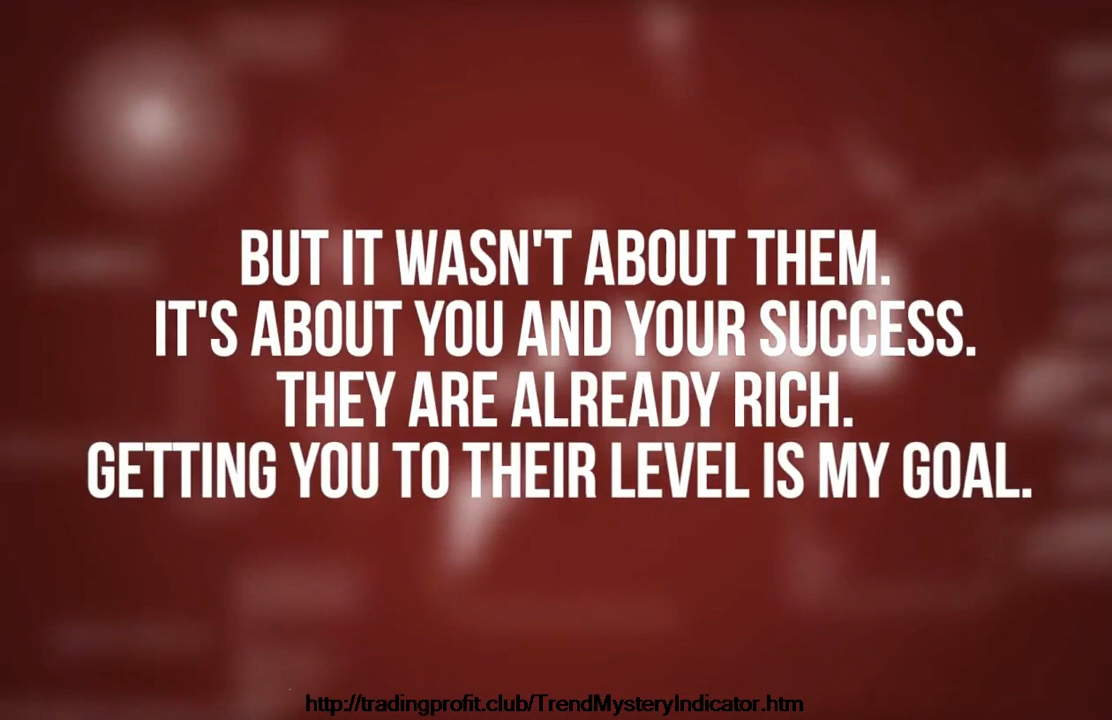 BUT IT WASN'T ABOUT THEM.
IT'S ABOUT YOU AND YOUR SUCCESS.
THEY ARE ALREADY RICH.
GETTING YOU TO THEIR LEVEL IS MY GOAL.
http://tradingprofit.club/TrendMysteryIndicator.htm